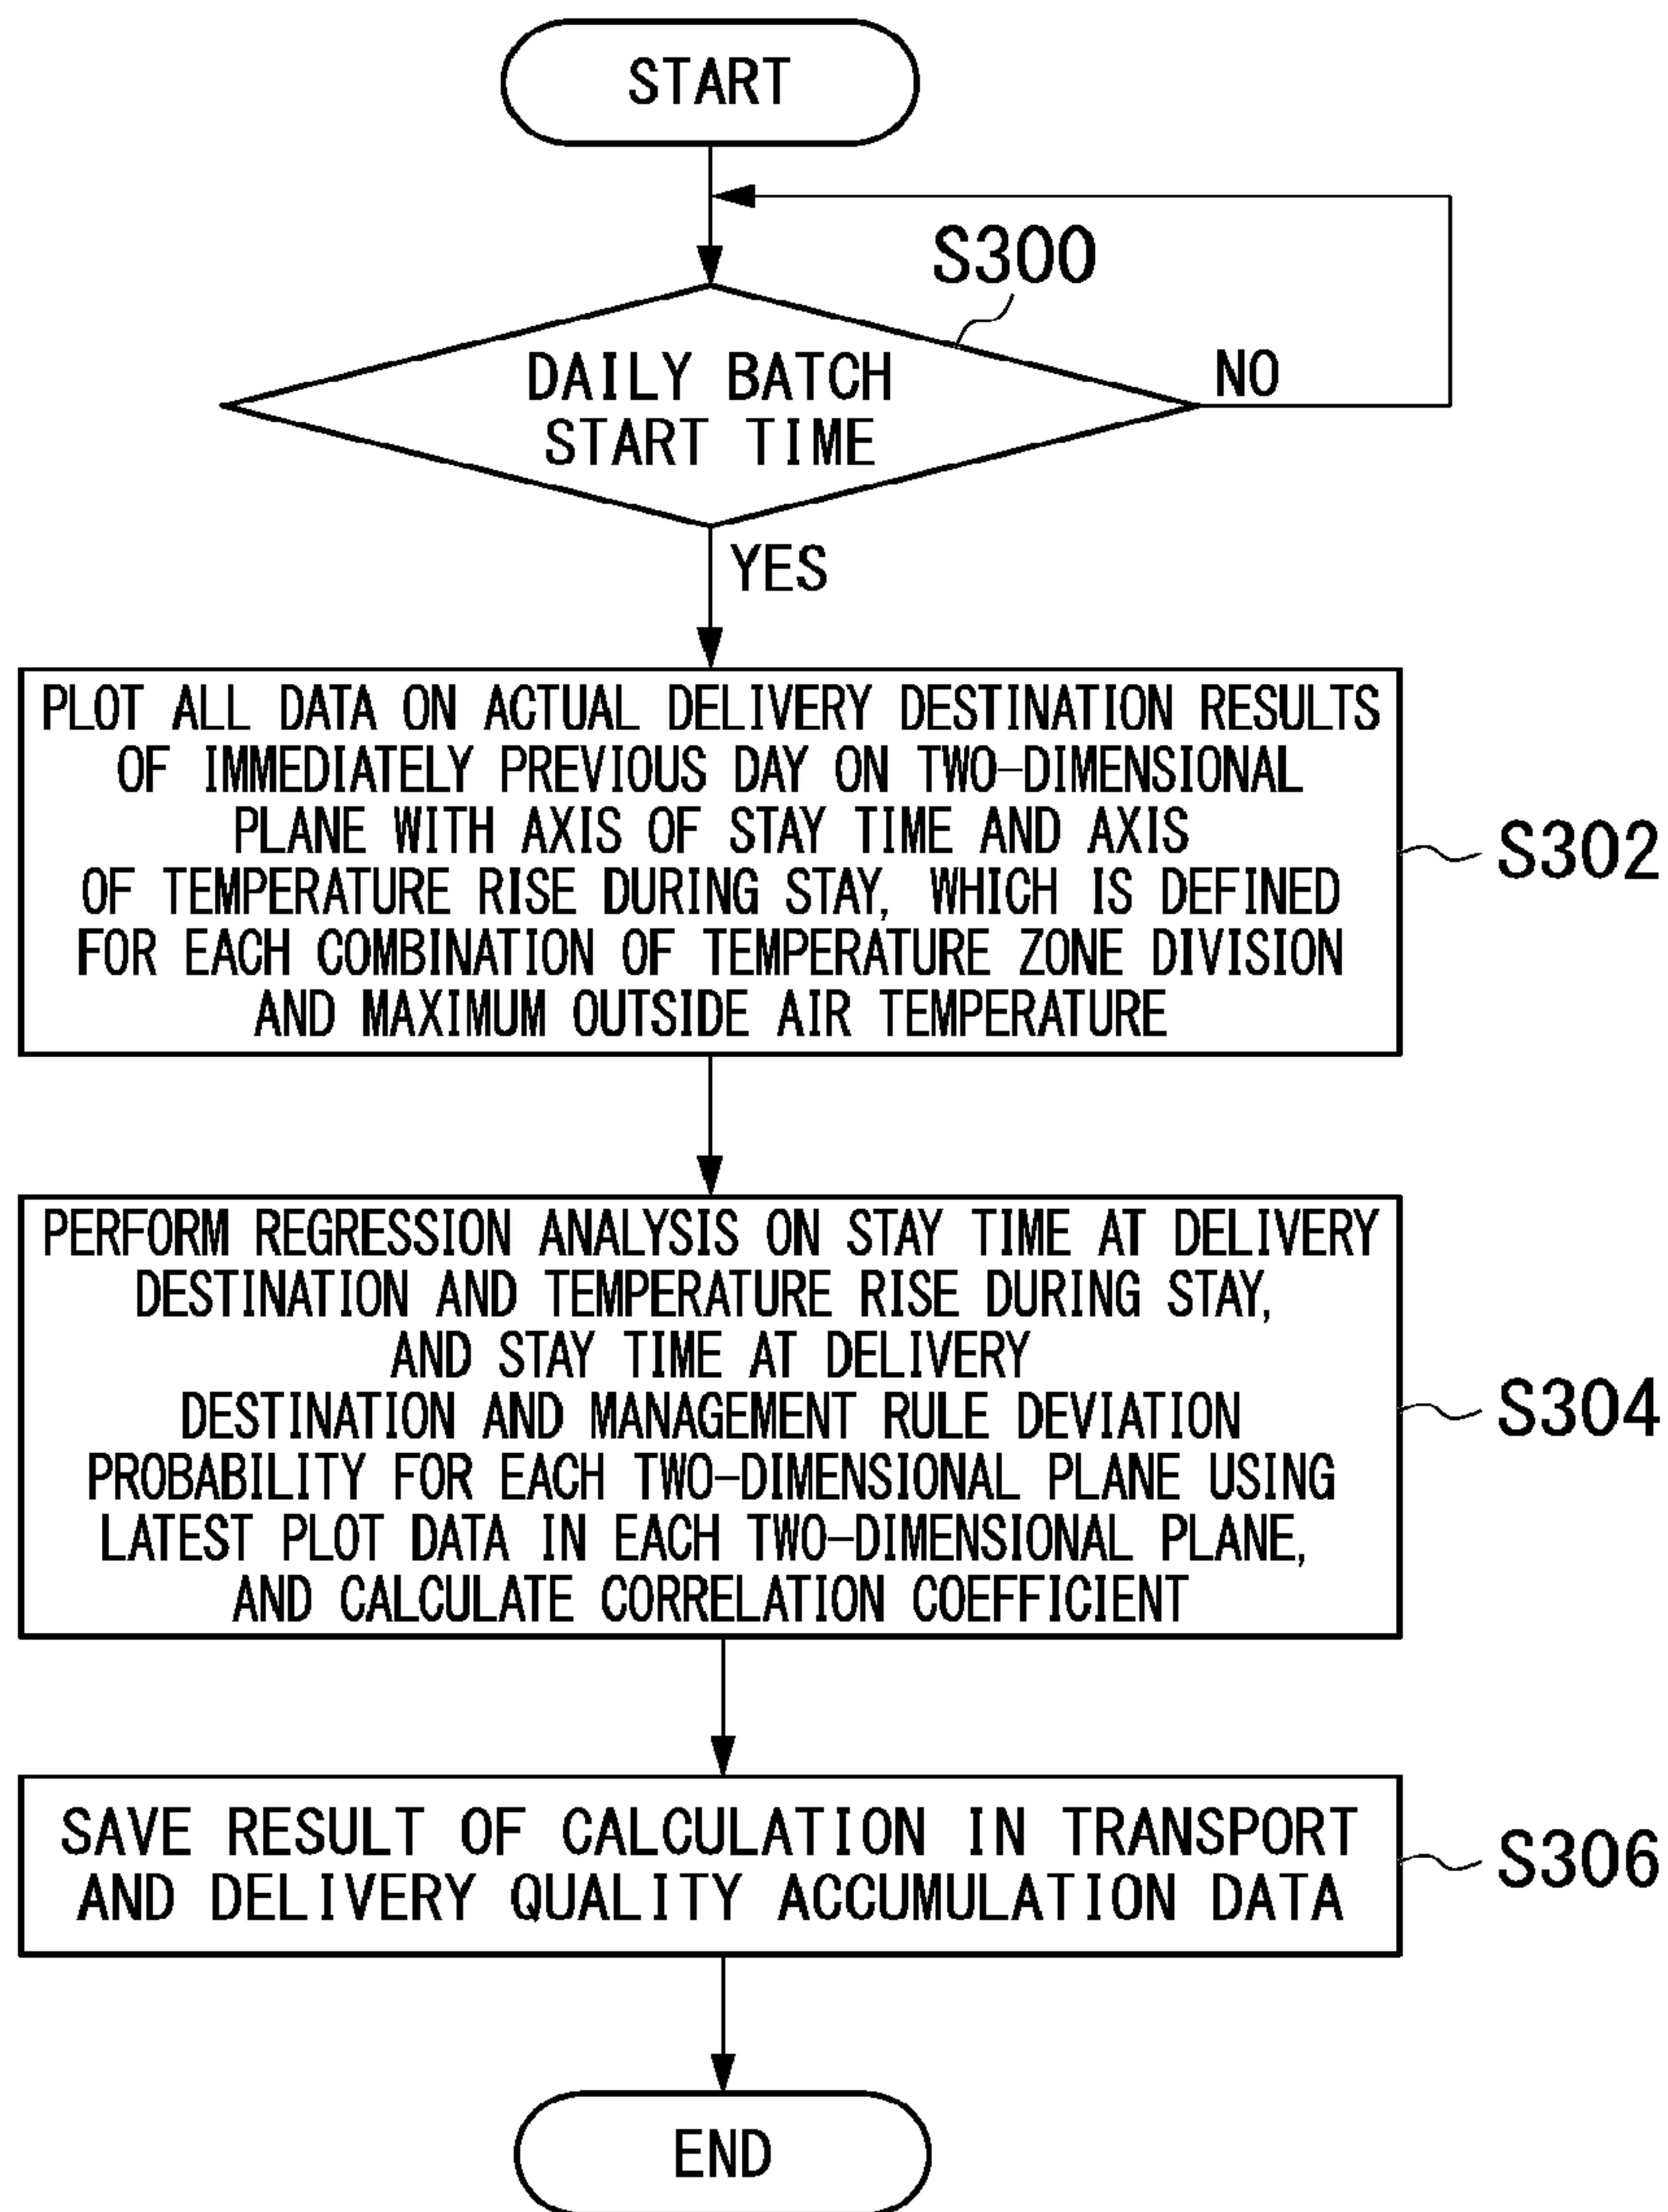 START
S300
DAILY BATCH
START TIME
NO
YES
PLOT ALL DATA ON ACTUAL DELIVERY DESTINATION RESULTS
OF IMMEDIATELY PREVIOUS DAY ON TWO-DIMENSIONAL
PLANE WITH AXIS OF STAY TIME AND AXIS
OF TEMPERATURE RISE DURING STAY, WHICH IS DEFINED
FOR EACH COMBINATION OF TEMPERATURE ZONE DIVISION
AND MAXIMUM OUTSIDE AIR TEMPERATURE
S302
PERFORM REGRESSION ANALYSIS ON STAY TIME AT DELIVERY
DESTINATION AND TEMPERATURE RISE DURING STAY,
AND STAY TIME AT DELIVERY
DESTINATION AND MANAGEMENT RULE DEVIATION
PROBABILITY FOR EACH TWO-DIMENSIONAL PLANE USING
LATEST PLOT DATA IN EACH TWO-DIMENSIONAL PLANE,
AND CALCULATE CORRELATION COEFFICIENT
S304
SAVE RESULT OF CALCULATION IN TRANSPORT
AND DELIVERY QUALITY ACCUMULATION DATA
S306
END